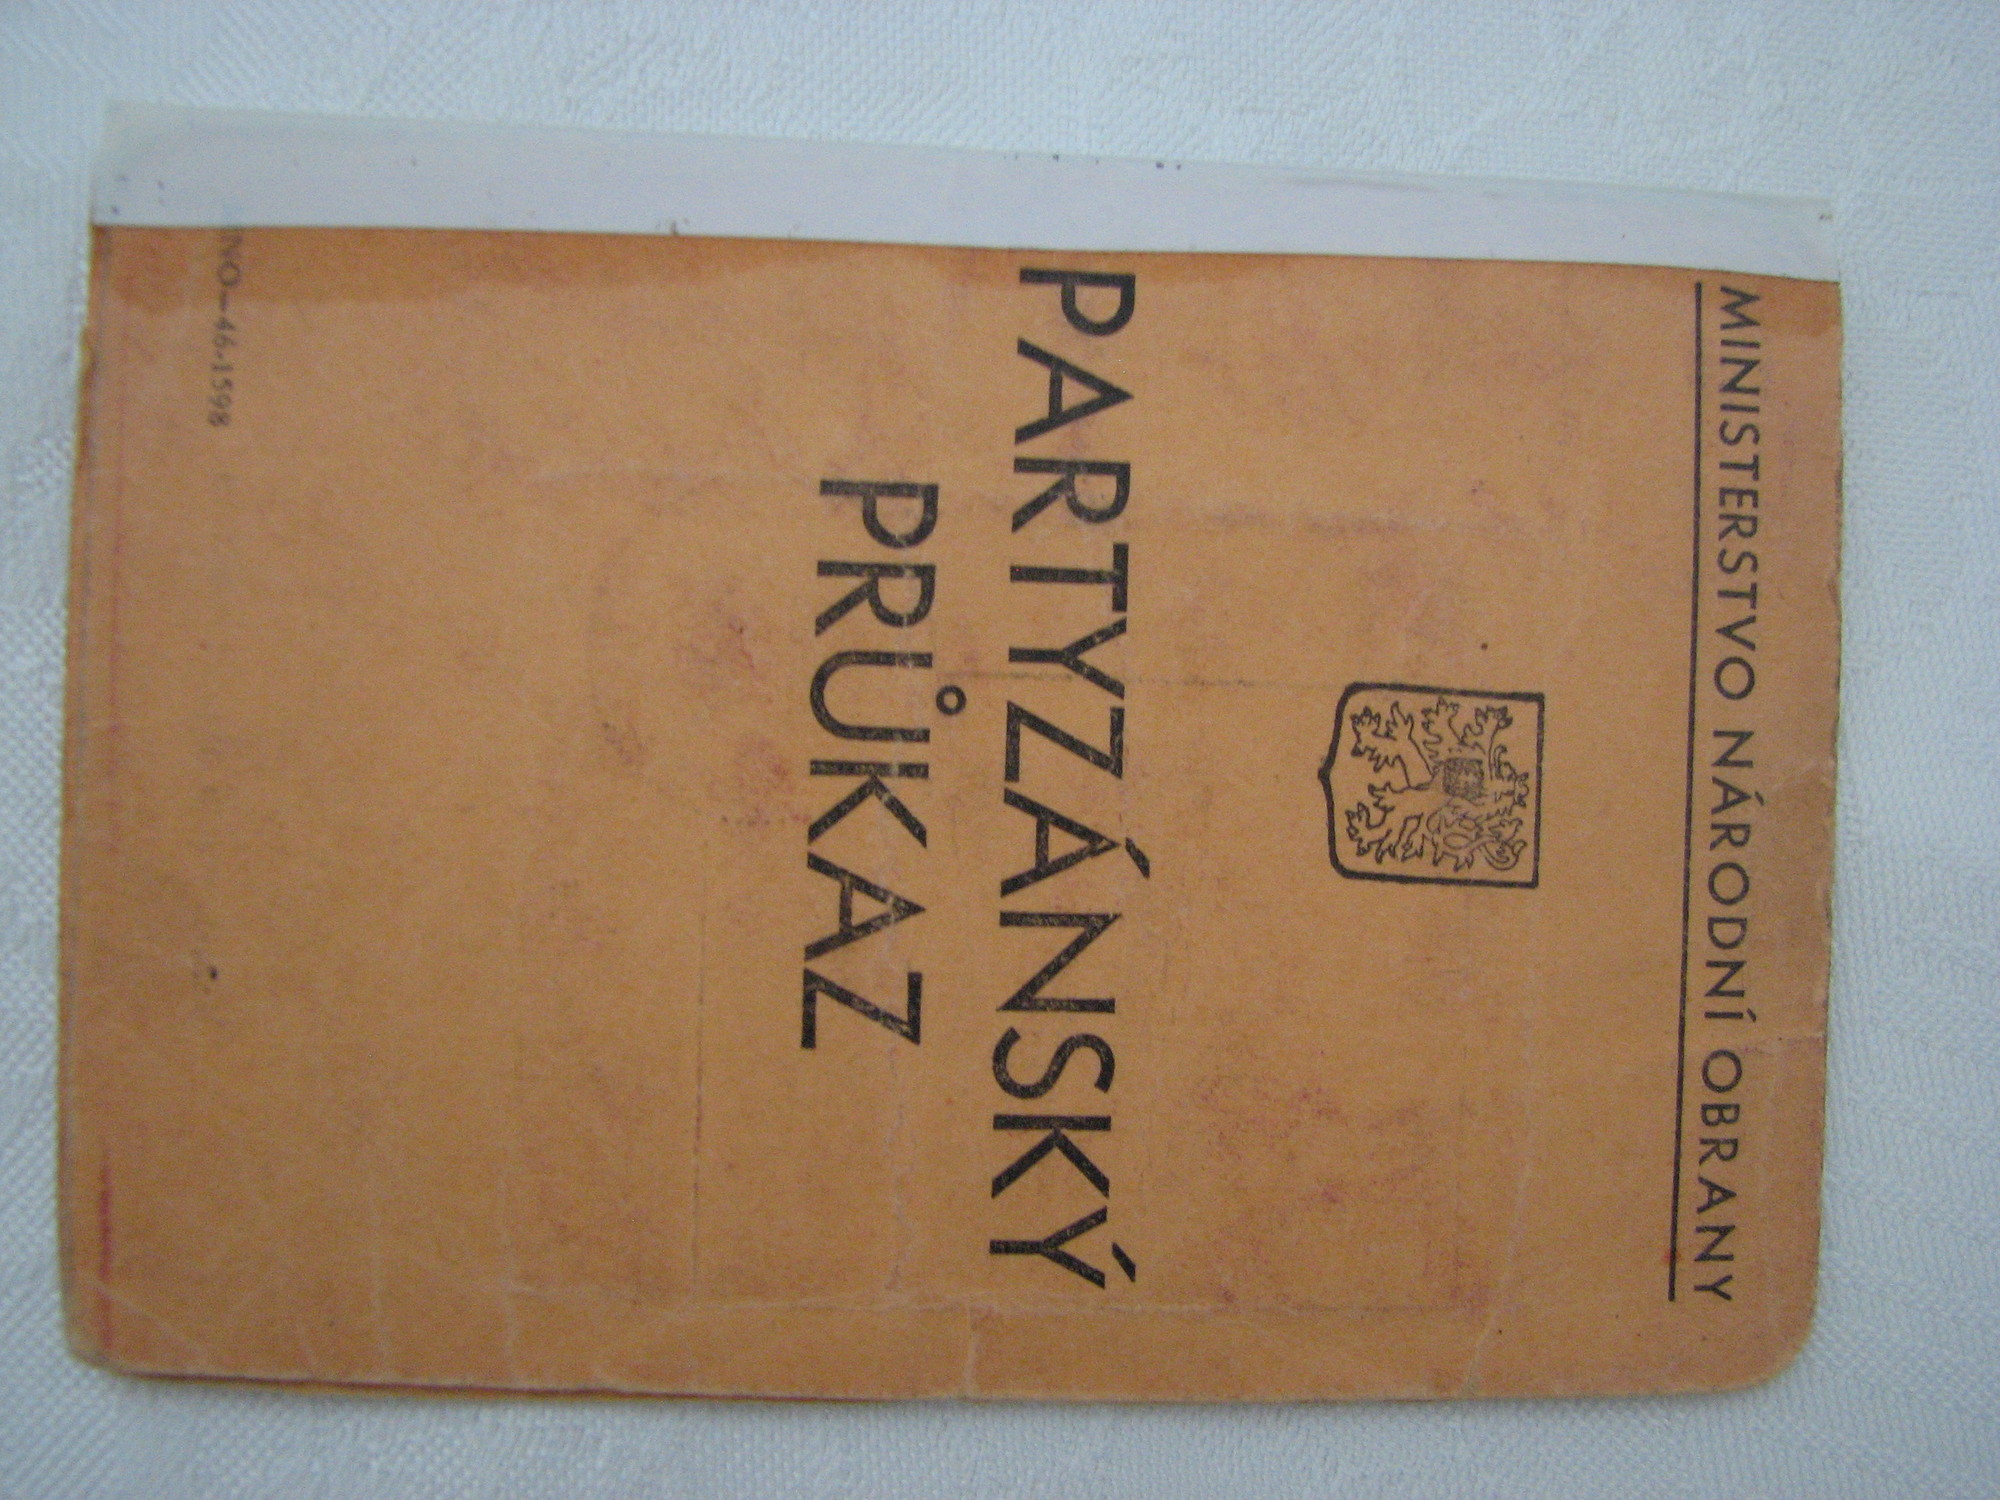 MINISTERSTVO NÁRODNÍ OBRANY
PARTYZÁNSKÝ
PRŮKAZ
NO—46-1598